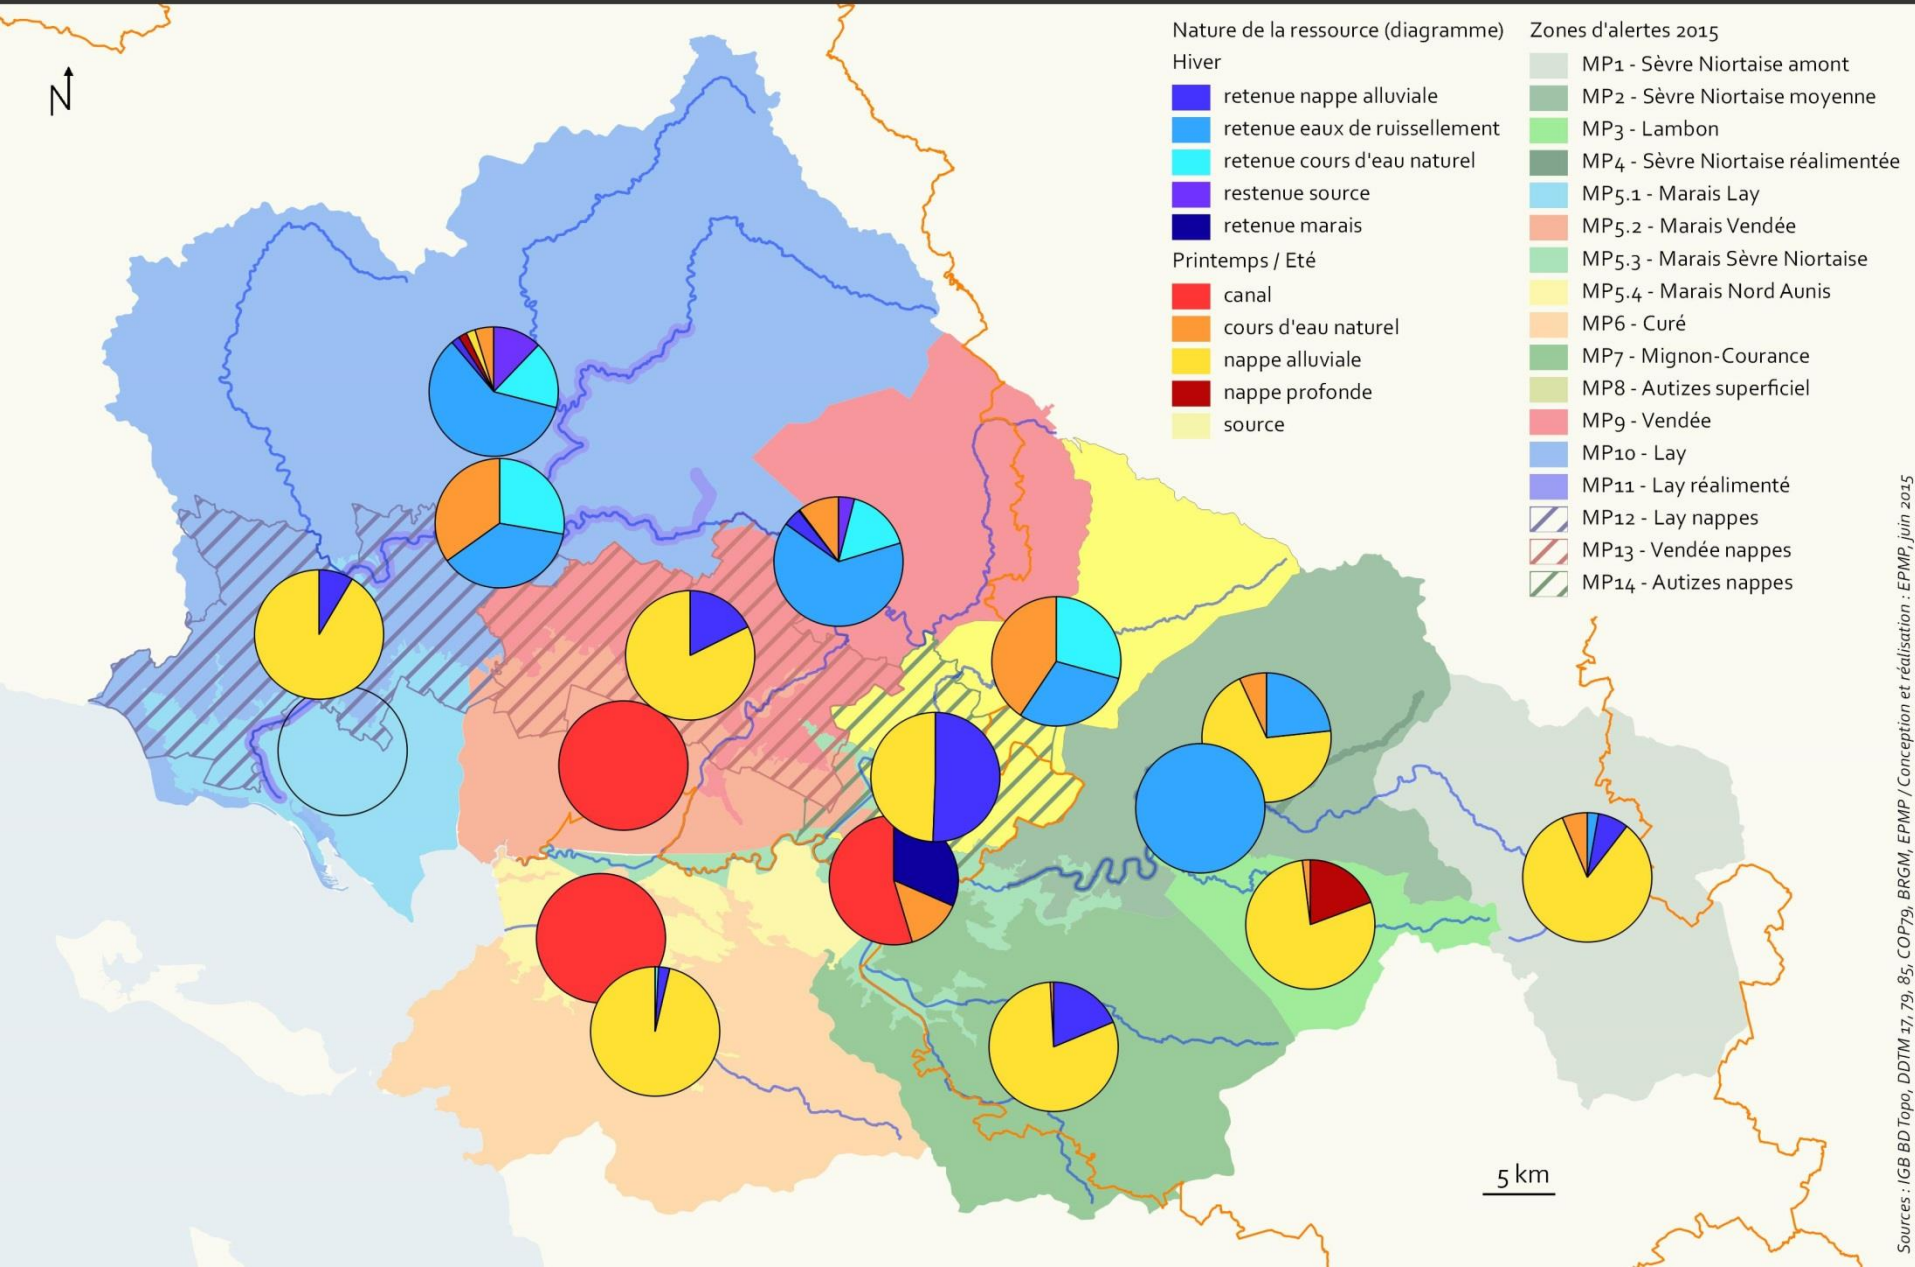 N
Nature de la ressource (diagramme)
Hiver
retenue nappe alluviale
retenue eaux de ruissellement
retenue cours d'eau naturel
restenue source
retenue marais
Printemps / Eté
canal
cours d'eau naturel
nappe alluviale
nappe profonde
source
Zones d'alertes 2015
MP1 - Sèvre Niortaise amont
MP2 - Sèvre Niortaise moyenne
MP3 - Lambon
MP4 - Sèvre Niortaise réalimentée
MP5.1 - Marais Lay
MP5.2 - Marais Vendée
MP5.3 - Marais Sèvre Niortaise
MP5.4 - Marais Nord Aunis
MP6 - Curé
MP7 - Mignon-Courance
MP8 - Autizes superficiel
MP9 - Vendée
MP10 - Lay
MP11 - Lay réalimenté
MP12 - Lay nappes
MP13 - Vendée nappes
MP14 - Autizes nappes
5 km
Sources : IGB BD Topo, DDTM 17, 79, 85, COP79, BRGM, EPMP / Conception et réalisation : EPMP, juin 2015